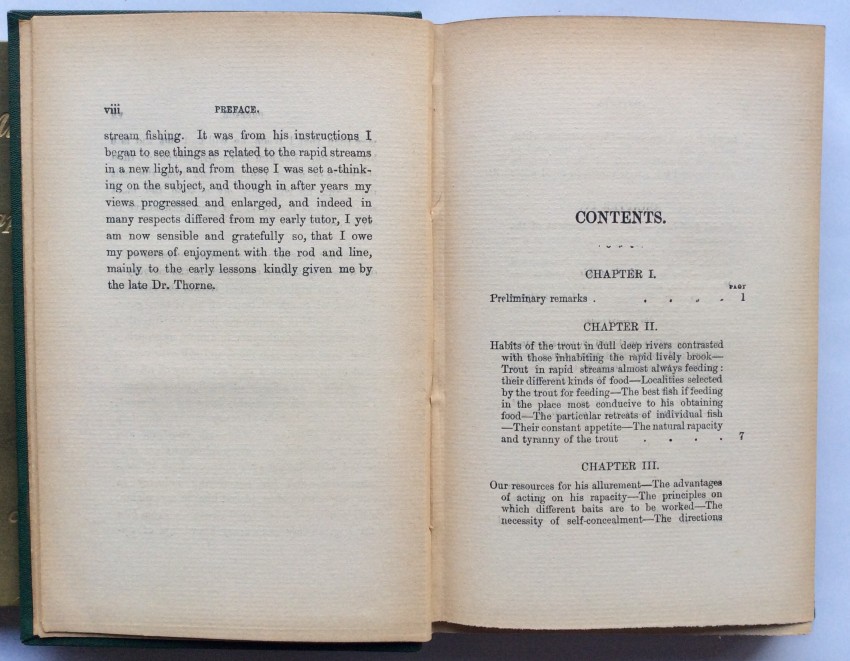 viii. PREFACE.
stream fishing. It was from his instructions I
began to see things as related to the rapid streams
in a new light, and from these I was set a-think-
ing on the subject, and though in after years my
views progressed and enlarged, and indeed in
many respects differed from my early tutor, I yet
am now sensible and gratefully so, that I owe
my powers of enjoyment with the rod and line,
mainly to the early lessons kindly given me by
the late Dr. Thorne.
CONTENTS.
CHAPTER I.
PAGE
Preliminary remarks . . . . . 1
CHAPTER II.
Habits of the trout in dull deep rivers contrasted
with those inhabiting the rapid lively brook—
Trout in rapid streams almost always feeding:
their different kinds of food—Localities selected
by the trout for feeding—The best fish if feeding
in the place most conducive to his obtaining
food—The particular retreats of individual fish
—Their constant appetite—The natural rapacity
and tyranny of the trout . . . . 7
CHAPTER III.
Our resources for his allurement—The advantages
of acting on his rapacity—The principles on
which different baits are to be worked—The
necessity of self-concealment—The directions